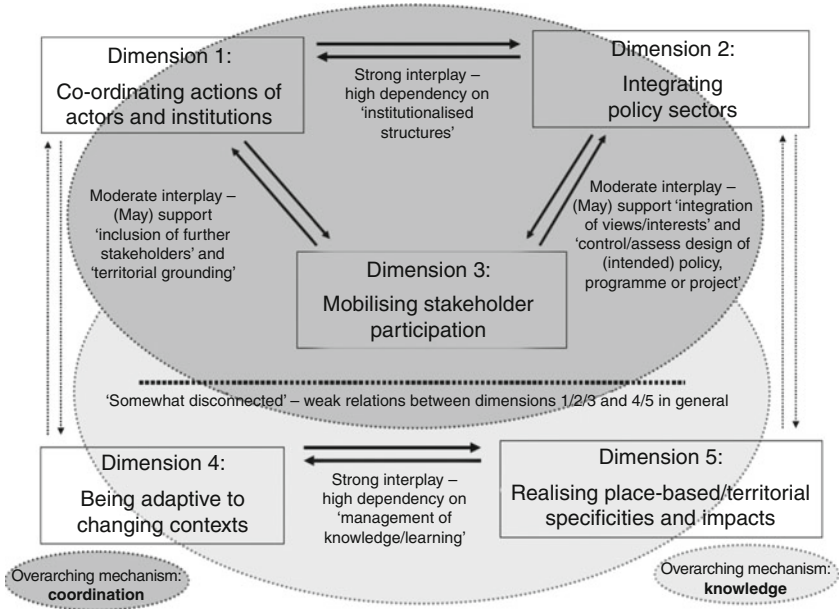 Dimension 1:
Co-ordinating actions of
actors and institutions
Strong interplay –
high dependency on
‘institutionalised
structures’
Dimension 2:
Integrating
policy sectors
Moderate interplay –
(May) support
‘inclusion of further
stakeholders’ and
‘territorial grounding’
Moderate interplay –
(May) support ‘integration
of views/interests’ and
‘control/assess design of
(intended) policy,
programme or project’
Dimension 3:
Mobilising stakeholder
participation
‘Somewhat disconnected’ – weak relations between dimensions 1/2/3 and 4/5 in general
Dimension 4:
Being adaptive to
changing contexts
Strong interplay –
high dependency on
‘management of
knowledge/learning’
Dimension 5:
Realising place-based/territorial
specificities and impacts
Overarching mechanism:
coordination
Overarching mechanism:
knowledge